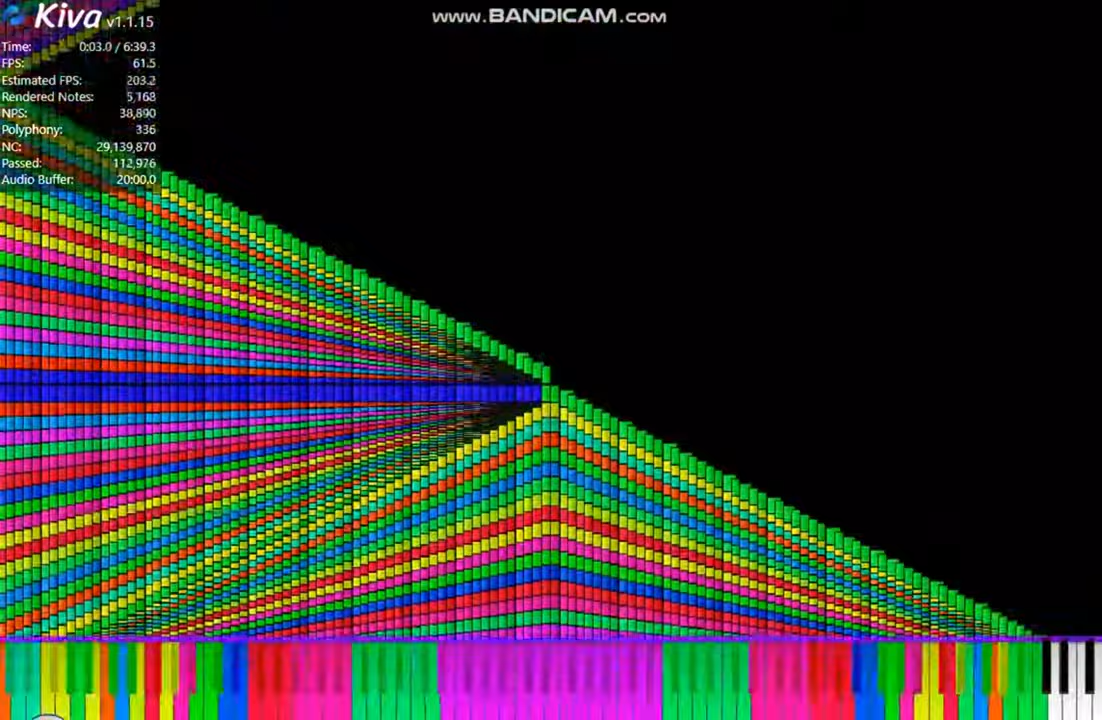 Kiva v1.1.15
www.BANDICAM.com
Time: 0:03.0 / 6:39.3
FPS: 61.5
Estimated FPS: 203.2
Rendered Notes: 5,168
NPS: 38,890
Polyphony: 336
NC: 29,139,870
Passed: 112,976
Audio Buffer: 20:00.0